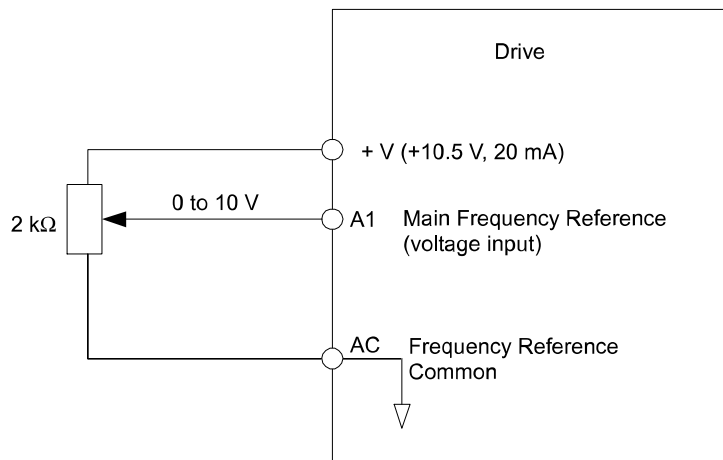 Drive
+ V (+10.5 V, 20 mA)
0 to 10 V
2 kΩ
A1
Main Frequency Reference
(voltage input)
AC
Frequency Reference
Common